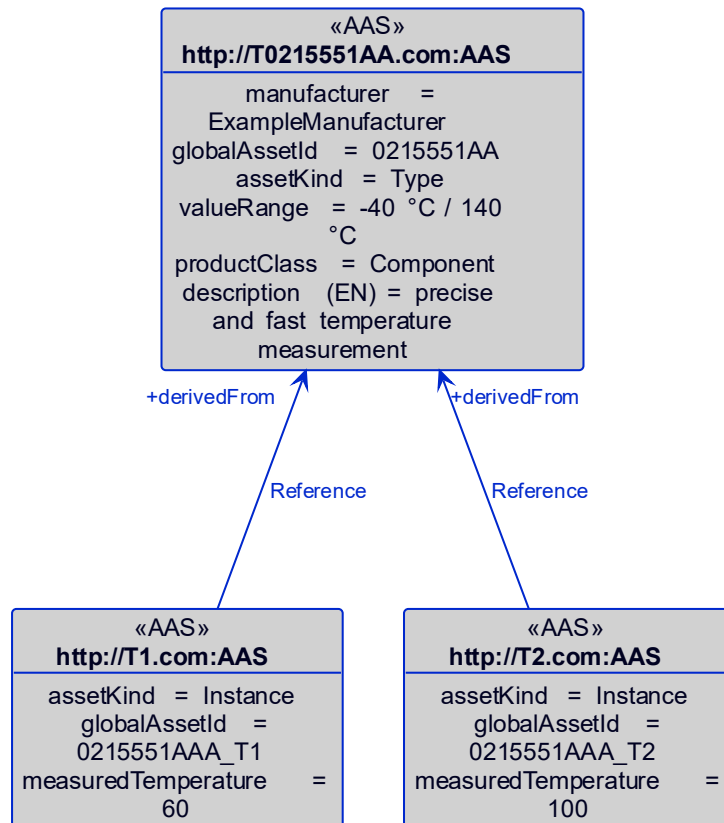 «AAS»
http://T0215551AA.com:AAS
manufacturer =
ExampleManufacturer
globalAssetId = 0215551AA
assetKind = Type
valueRange = -40 °C / 140
°C
productClass = Component
description (EN) = precise
and fast temperature
measurement
+derivedFrom
+derivedFrom
Reference
Reference
«AAS»
http://T1.com:AAS
assetKind = Instance
globalAssetId =
0215551AAA_T1
measuredTemperature =
60
«AAS»
http://T2.com:AAS
assetKind = Instance
globalAssetId =
0215551AAA_T2
measuredTemperature =
100